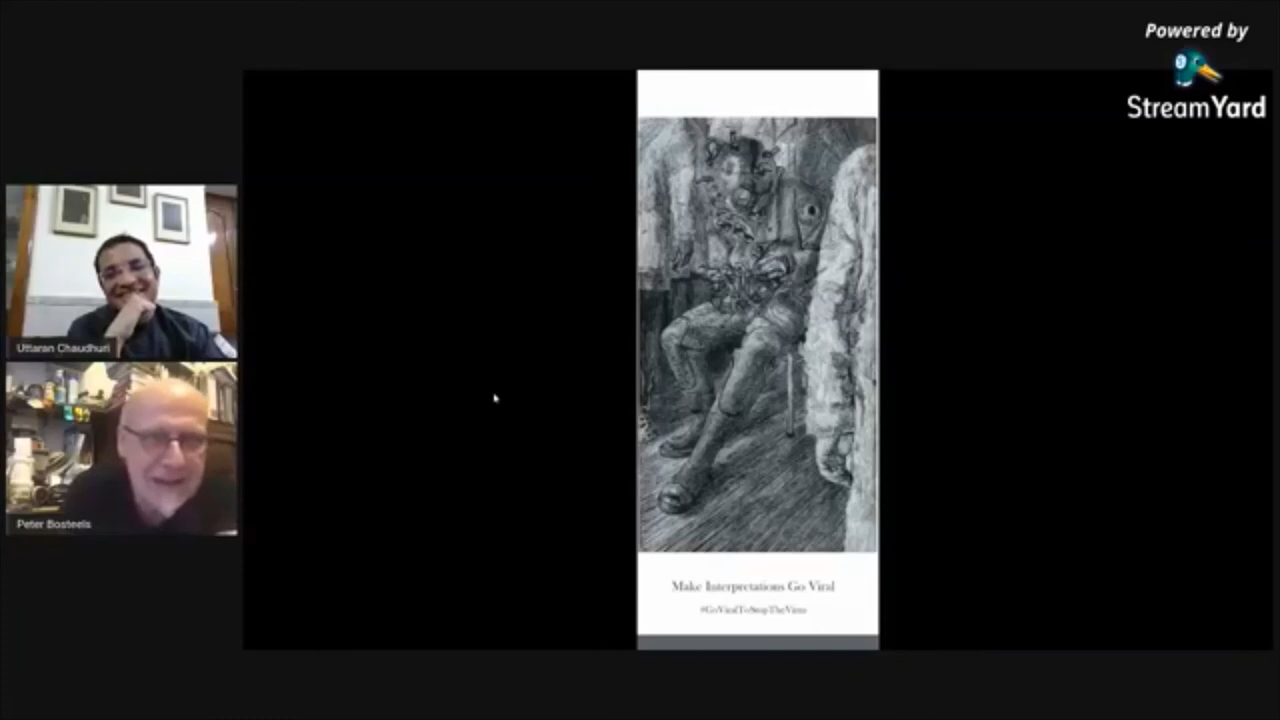 Powered by
StreamYard
Uttaran Chaudhuri
Peter Bosteels
Make Interpretations Go Viral
#GoViralToStopTheVirus